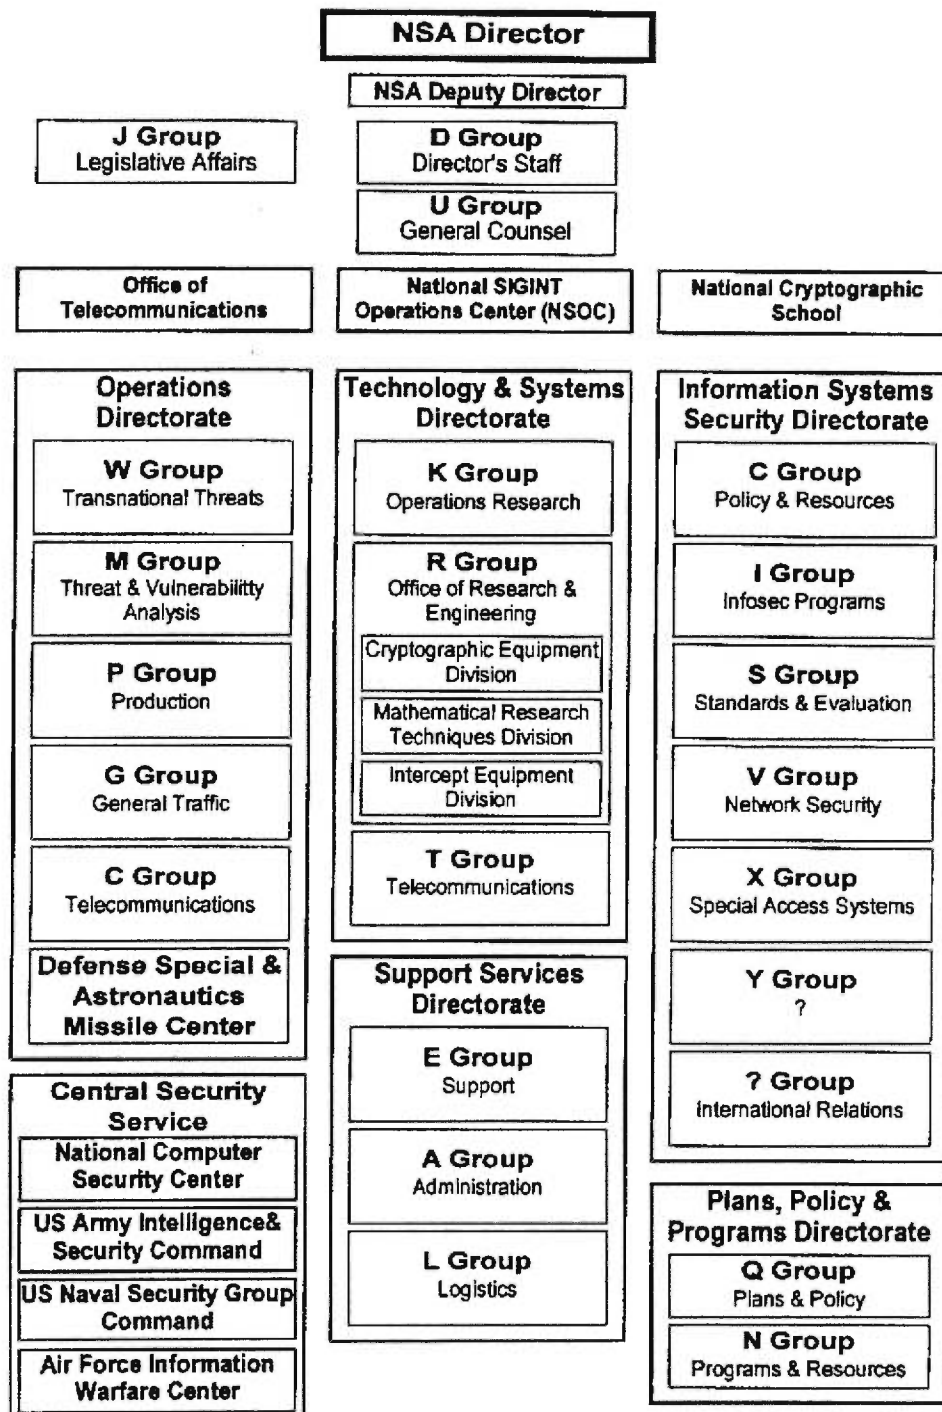 NSA Director
NSA Deputy Director
J Group
Legislative Affairs
D Group
Director's Staff
U Group
General Counsel
Office of
Telecommunications
National SIGINT
Operations Center (NSOC)
National Cryptographic
School
Operations
Directorate
W Group
Transnational Threats
M Group
Threat & Vulnerabilitty
Analysis
P Group
Production
G Group
General Traffic
C Group
Telecommunications
Defense Special &
Astronautics
Missile Center
Central Security
Service
National Computer
Security Center
US Army Intelligence&
Security Command
US Naval Security Group
Command
Air Force Information
Warfare Center
Technology & Systems
Directorate
K Group
Operations Research
R Group
Office of Research &
Engineering
Cryptographic Equipment
Division
Mathematical Research
Techniques Division
Intercept Equipment
Division
T Group
Telecommunications
Support Services
Directorate
E Group
Support
A Group
Administration
L Group
Logistics
Information Systems
Security Directorate
C Group
Policy & Resources
I Group
Infosec Programs
S Group
Standards & Evaluation
V Group
Network Security
X Group
Special Access Systems
Y Group
?
? Group
International Relations
Plans, Policy &
Programs Directorate
Q Group
Plans & Policy
N Group
Programs & Resources